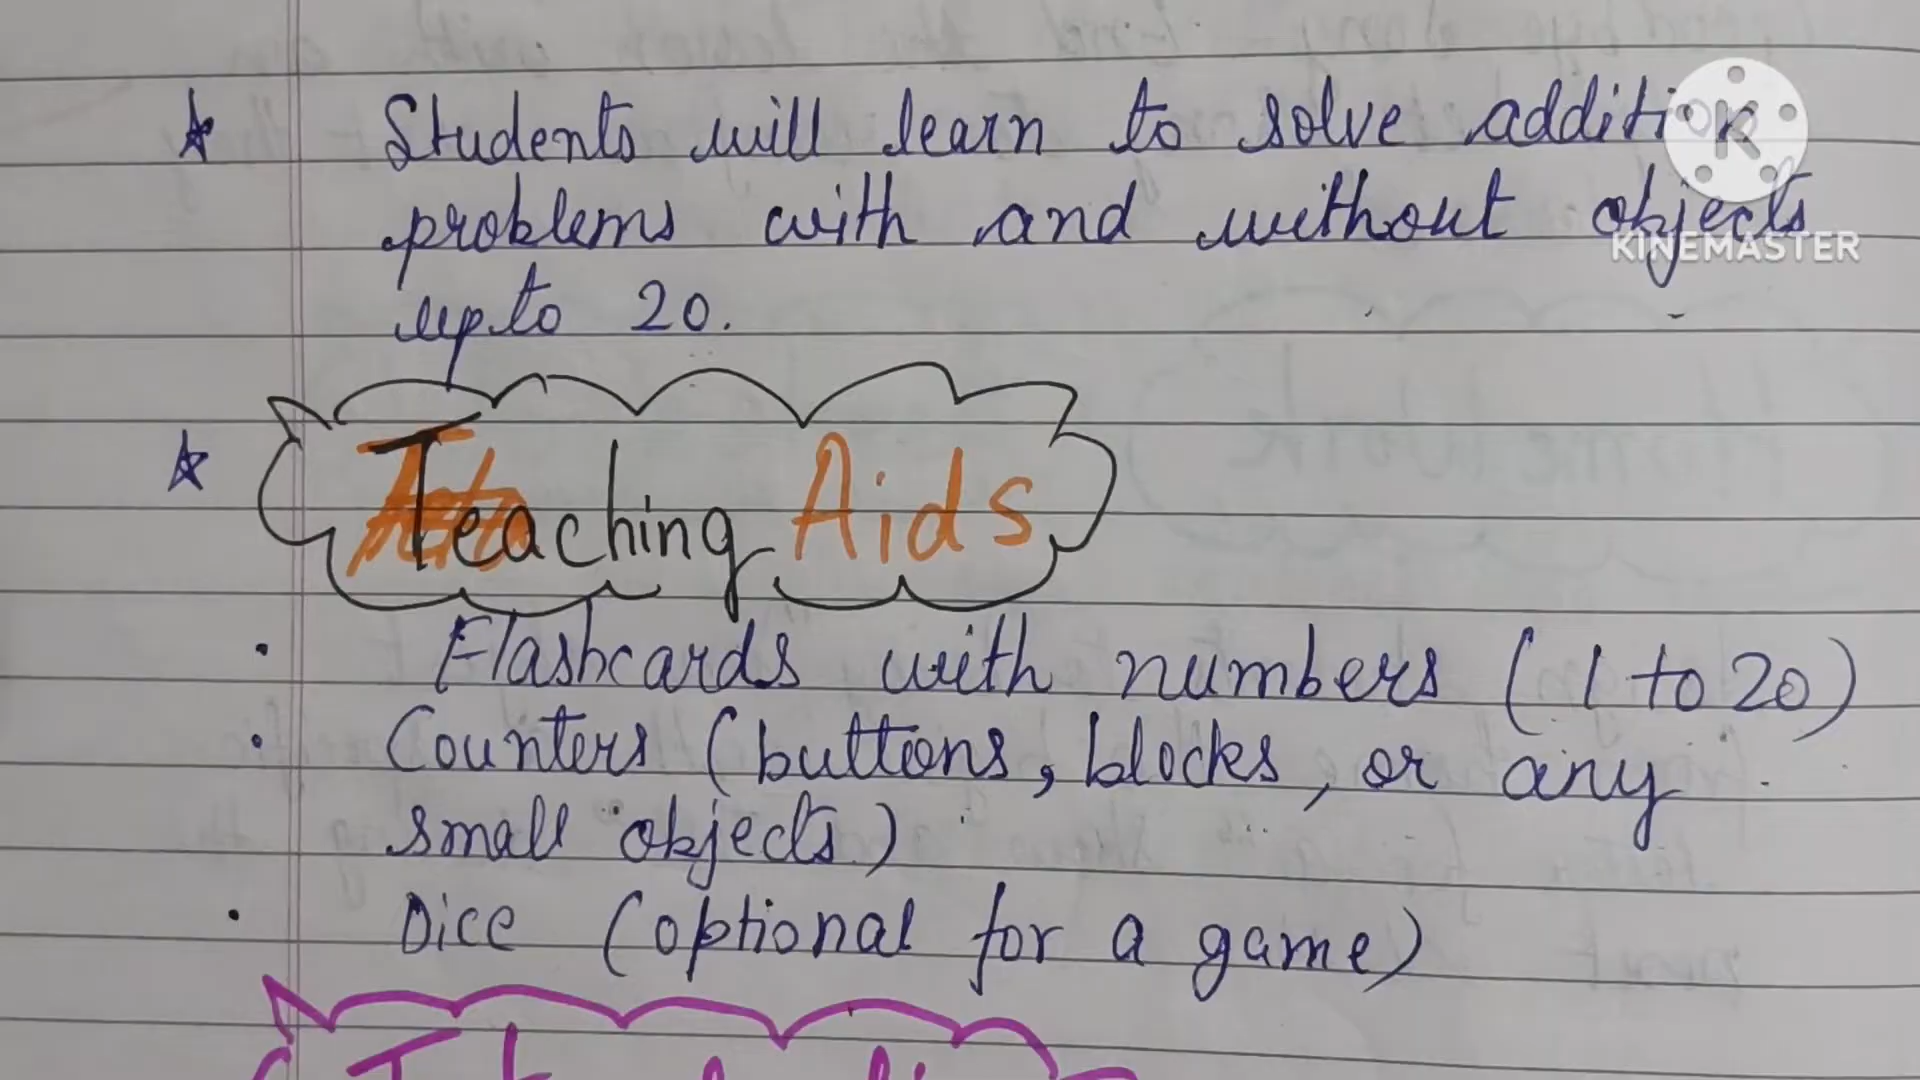 ★ Students will learn to solve addition
problems with and without objects
upto 20.
★ Teaching Aids
· Flashcards with numbers (1 to 20)
· Counters (buttons, blocks, or any
small objects)
· Dice (optional for a game)
K
KINEMASTER